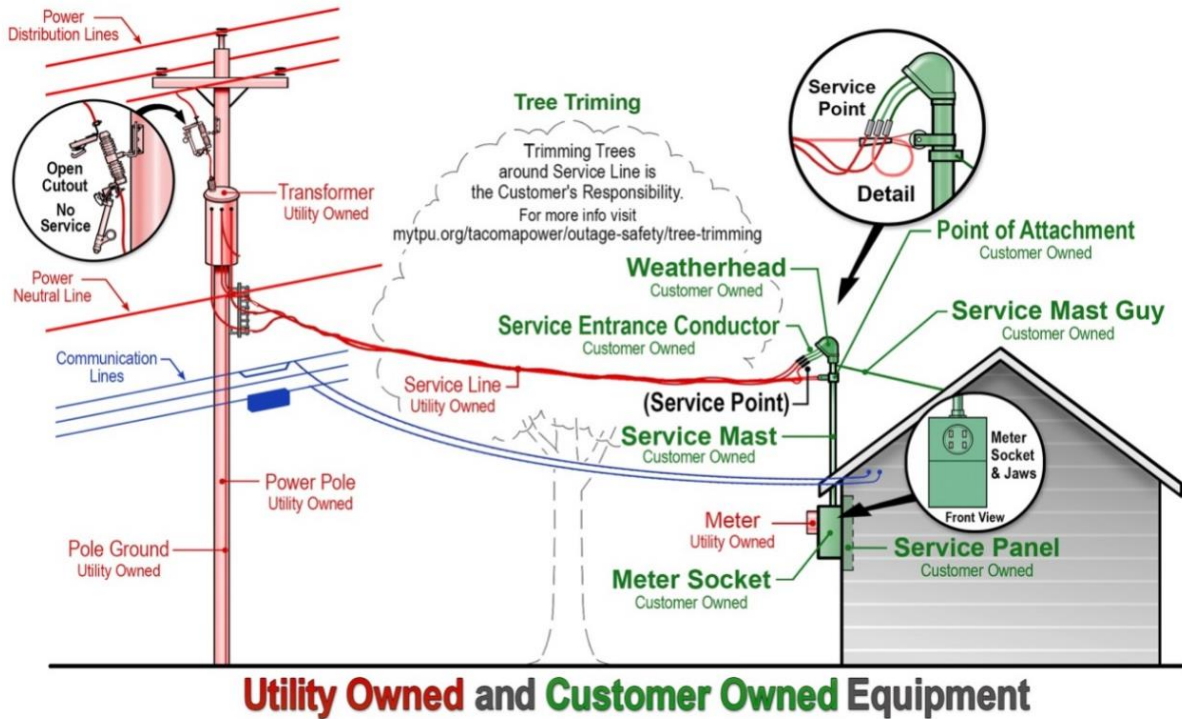 Power
Distribution Lines
Open
Cutout
No
Service
Transformer
Utility Owned
Power
Neutral Line
Communication
Lines
Power Pole
Utility Owned
Pole Ground
Utility Owned
Tree Triming
Trimming Trees
around Service Line is
the Customer's Responsibility.
For more info visit
mytpu.org/tacomapower/outage-safety/tree-trimming
Service
Point
Detail
Point of Attachment
Customer Owned
Weatherhead
Customer Owned
Service Mast Guy
Customer Owned
Service Entrance Conductor
Customer Owned
Service Line
Utility Owned
(Service Point)
Service Mast
Customer Owned
Meter
Socket
& Jaws
Front View
Meter
Utility Owned
Service Panel
Customer Owned
Meter Socket
Customer Owned
Utility Owned and Customer Owned Equipment